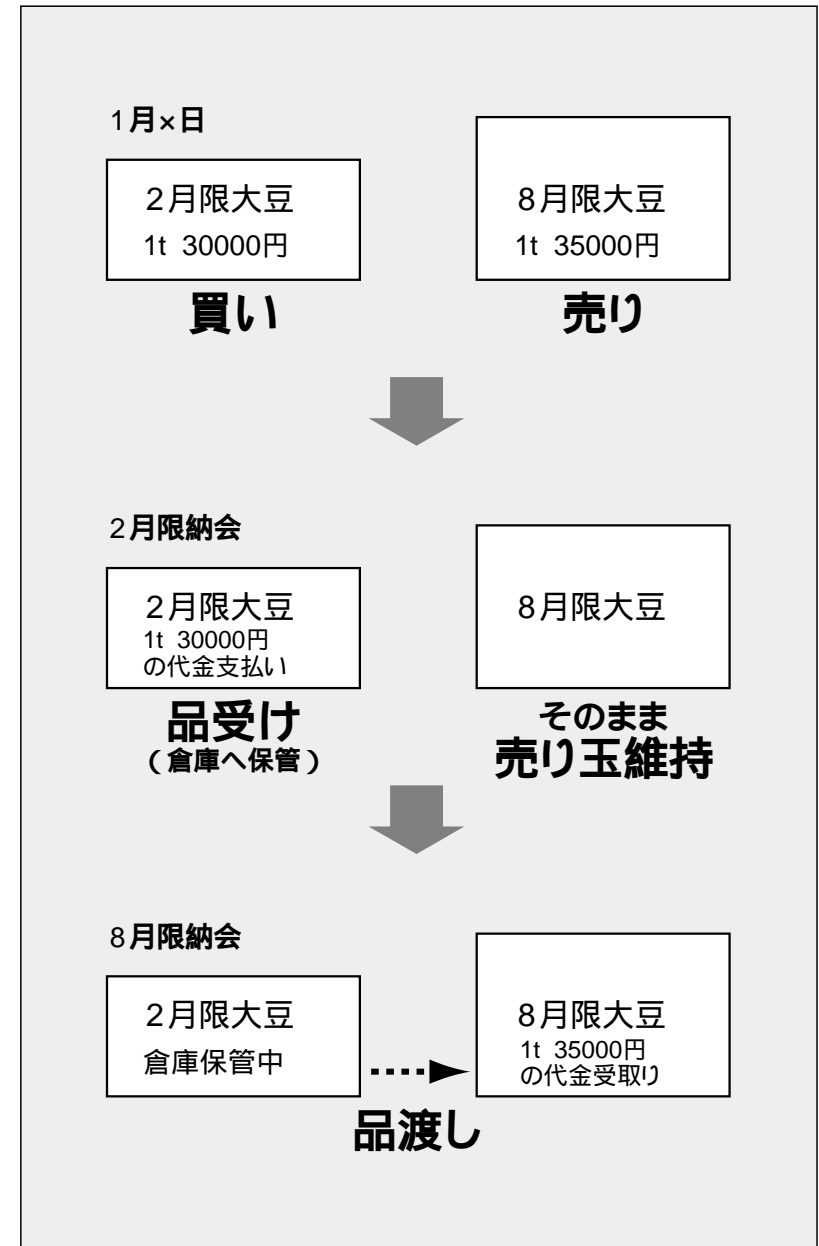 1月×日
2月限大豆
1t 30000円
買い
8月限大豆
1t 35000円
売り
2月限納会
2月限大豆
1t 30000円
の代金支払い
品受け
(倉庫へ保管)
8月限大豆
そのまま
売り玉維持
8月限納会
2月限大豆
倉庫保管中
8月限大豆
1t 35000円
の代金受取り
品渡し